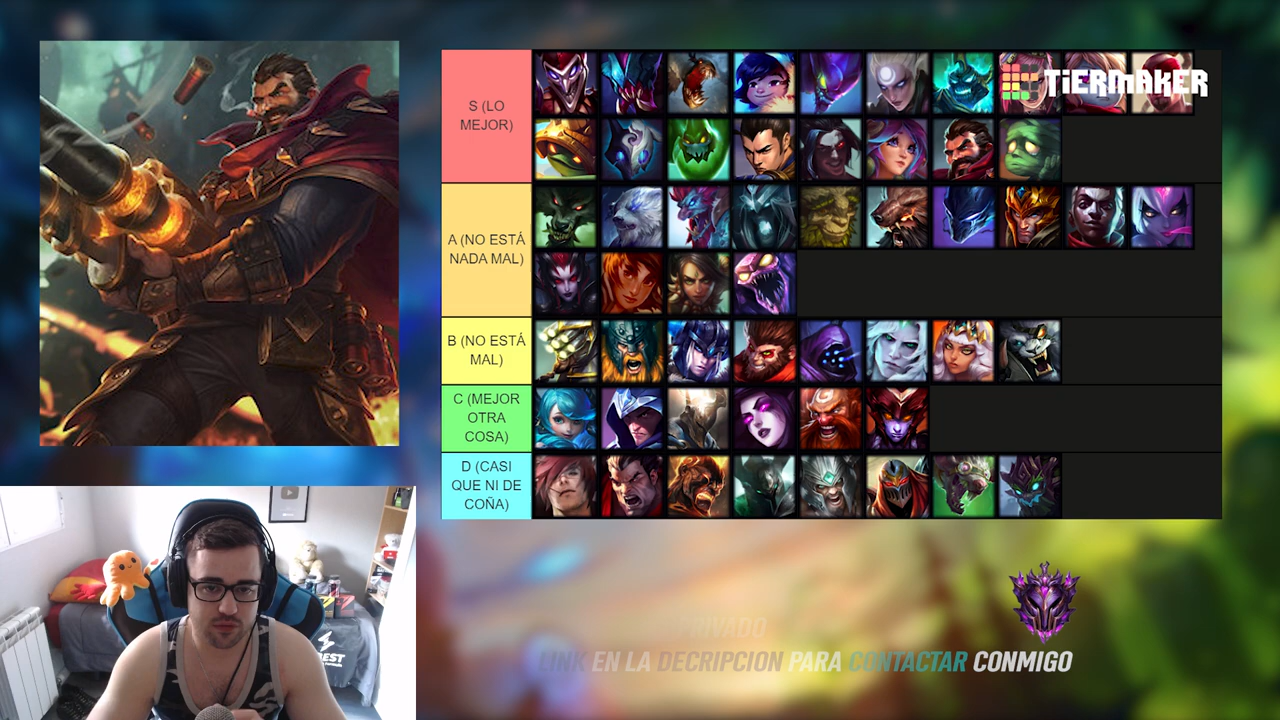 S (LO
MEJOR)
TiERMAKER
A (NO ESTÁ
NADA MAL)
B (NO ESTÁ
MAL)
C (MEJOR
OTRA
COSA)
D (CASI
QUE NI DE
COÑA)
PRIVADO
LINK EN LA DECRIPCION PARA CONTACTAR CONMIGO